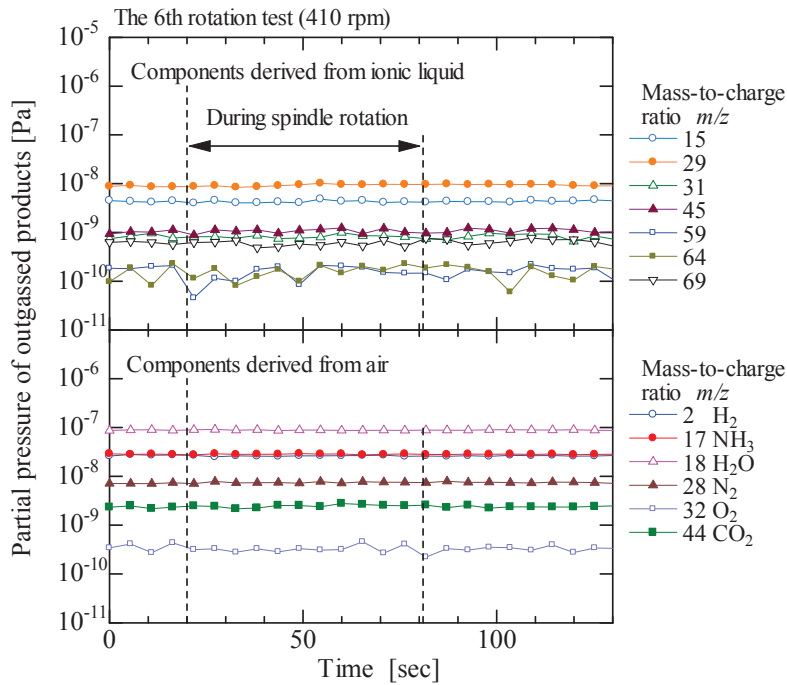 The 6th rotation test (410 rpm)
Partial pressure of outgassed products [Pa]
10⁻⁵
10⁻⁶
10⁻⁷
10⁻⁸
10⁻⁹
10⁻¹⁰
10⁻¹¹
Components derived from ionic liquid
During spindle rotation
Mass-to-charge
ratio m/z
15
29
31
45
59
64
69
10⁻⁶
10⁻⁷
10⁻⁸
10⁻⁹
10⁻¹⁰
10⁻¹¹
Components derived from air
Mass-to-charge
ratio m/z
2 H₂
17 NH₃
18 H₂O
28 N₂
32 O₂
44 CO₂
0 50 100
Time [sec]